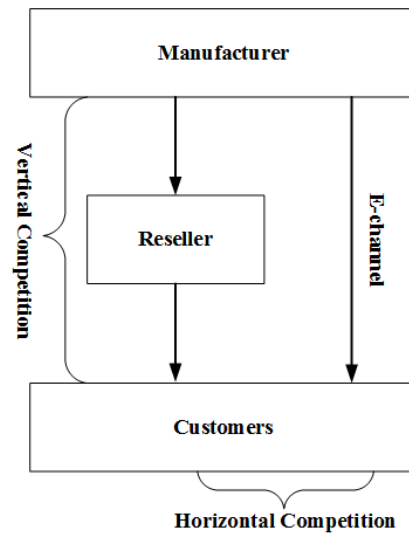 Manufacturer
Vertical Competition
E-channel
Reseller
Customers
Horizontal Competition